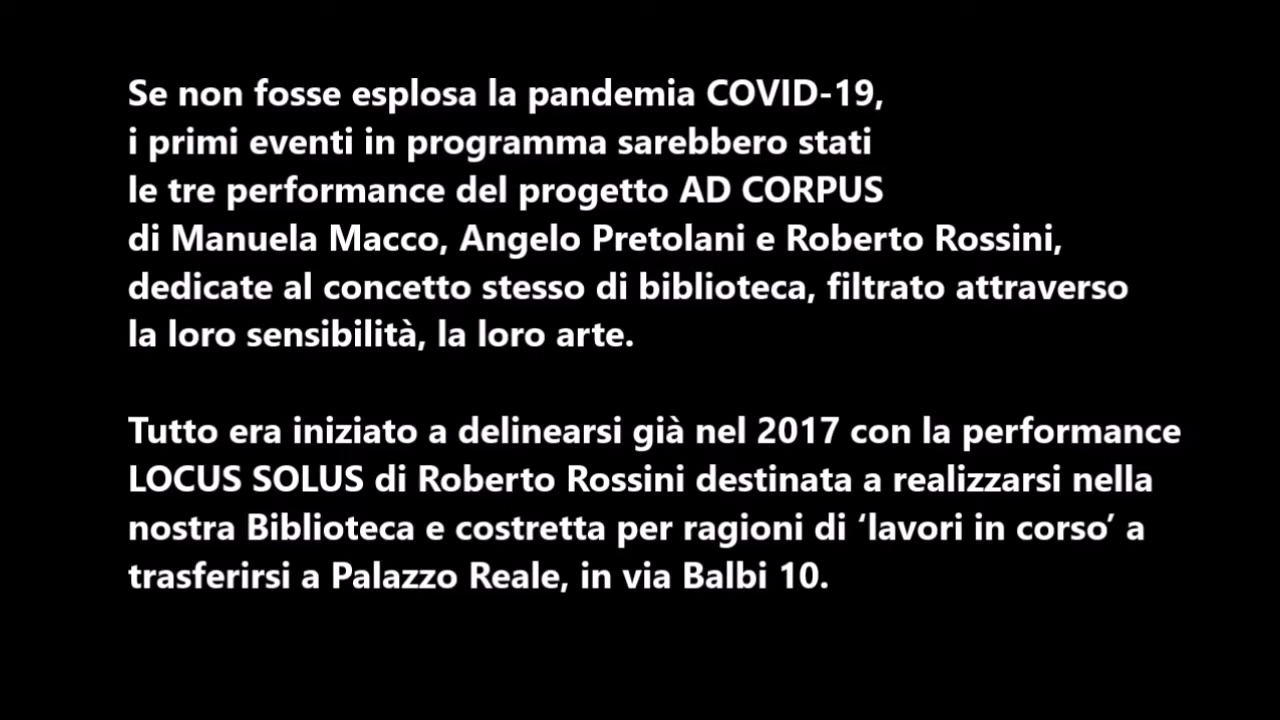 Se non fosse esplosa la pandemia COVID-19,
i primi eventi in programma sarebbero stati
le tre performance del progetto AD CORPUS
di Manuela Macco, Angelo Pretolani e Roberto Rossini,
dedicate al concetto stesso di biblioteca, filtrato attraverso
la loro sensibilità, la loro arte.
Tutto era iniziato a delinearsi già nel 2017 con la performance
LOCUS SOLUS di Roberto Rossini destinata a realizzarsi nella
nostra Biblioteca e costretta per ragioni di ‘lavori in corso’ a
trasferirsi a Palazzo Reale, in via Balbi 10.